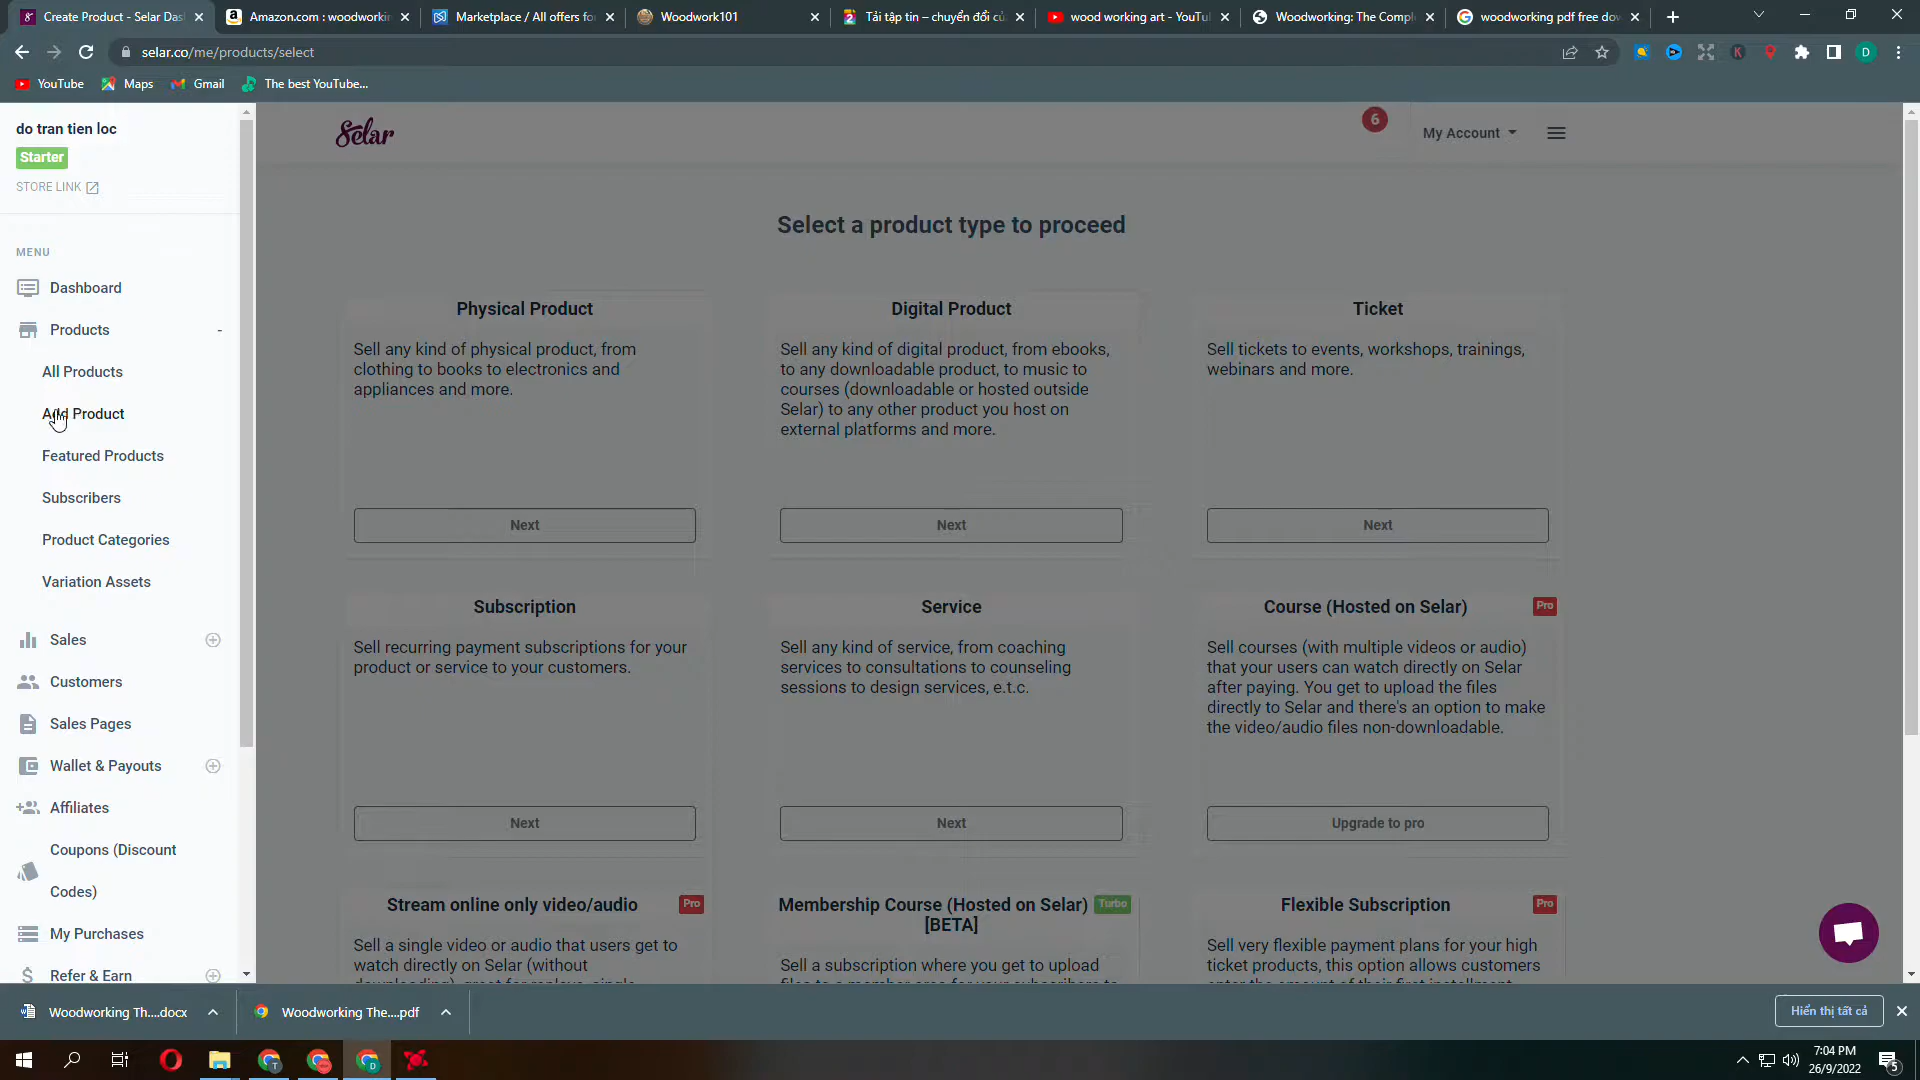 Create Product - Selar Das
Amazon.com : woodworkin
Marketplace / All offers fo
Woodwork101
Tải tập tin – chuyển đổi củ
wood working art - YouTu
Woodworking: The Compl
woodworking pdf free dov
selar.co/me/products/select
D
YouTube
Maps
Gmail
The best YouTube...
do tran tien loc
Starter
STORE LINK
MENU
Dashboard
Products -
All Products
Add Product
Featured Products
Subscribers
Product Categories
Variation Assets
Sales
Customers
Sales Pages
Wallet & Payouts
Affiliates
Coupons (Discount
Codes)
My Purchases
Refer & Earn
Selar
6
My Account
Select a product type to proceed
Physical Product
Sell any kind of physical product, from
clothing to books to electronics and
appliances and more.
Next
Digital Product
Sell any kind of digital product, from ebooks,
to any downloadable product, to music to
courses (downloadable or hosted outside
Selar) to any other product you host on
external platforms and more.
Next
Ticket
Sell tickets to events, workshops, trainings,
webinars and more.
Next
Subscription
Sell recurring payment subscriptions for your
product or service to your customers.
Next
Service
Sell any kind of service, from coaching
services to consultations to counseling
sessions to design services, e.t.c.
Next
Course (Hosted on Selar) Pro
Sell courses (with multiple videos or audio)
that your users can watch directly on Selar
after paying. You get to upload the files
directly to Selar and there's an option to make
the video/audio files non-downloadable.
Upgrade to pro
Stream online only video/audio Pro
Sell a single video or audio that users get to
watch directly on Selar (without
Membership Course (Hosted on Selar) Turbo
[BETA]
Sell a subscription where you get to upload
Flexible Subscription Pro
Sell very flexible payment plans for your high
ticket products, this option allows customers
Woodworking Th....docx
Woodworking The....pdf
Hiển thị tất cả
7:04 PM
26/9/2022
5